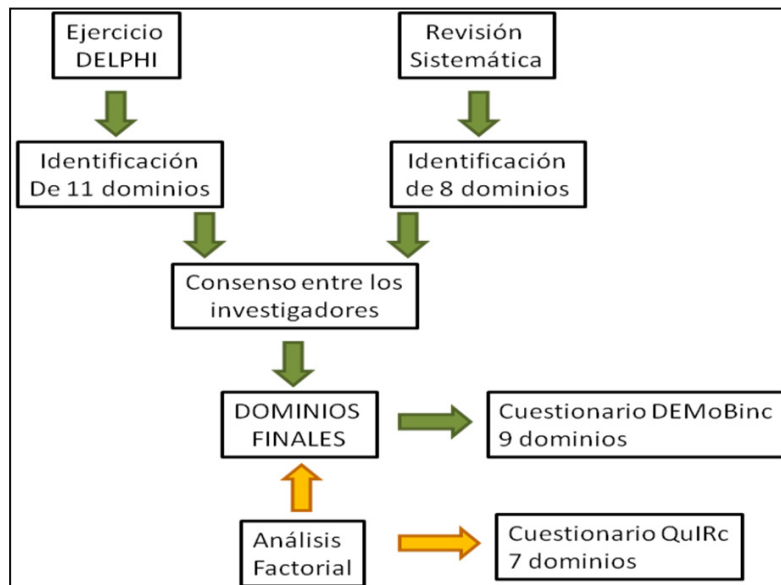 Ejercicio
DELPHI
Revisión
Sistemática
Identificación
De 11 dominios
Identificación
de 8 dominios
Consenso entre los
investigadores
DOMINIOS
FINALES
Cuestionario DEMoBinc
9 dominios
Análisis
Factorial
Cuestionario QuIRc
7 dominios